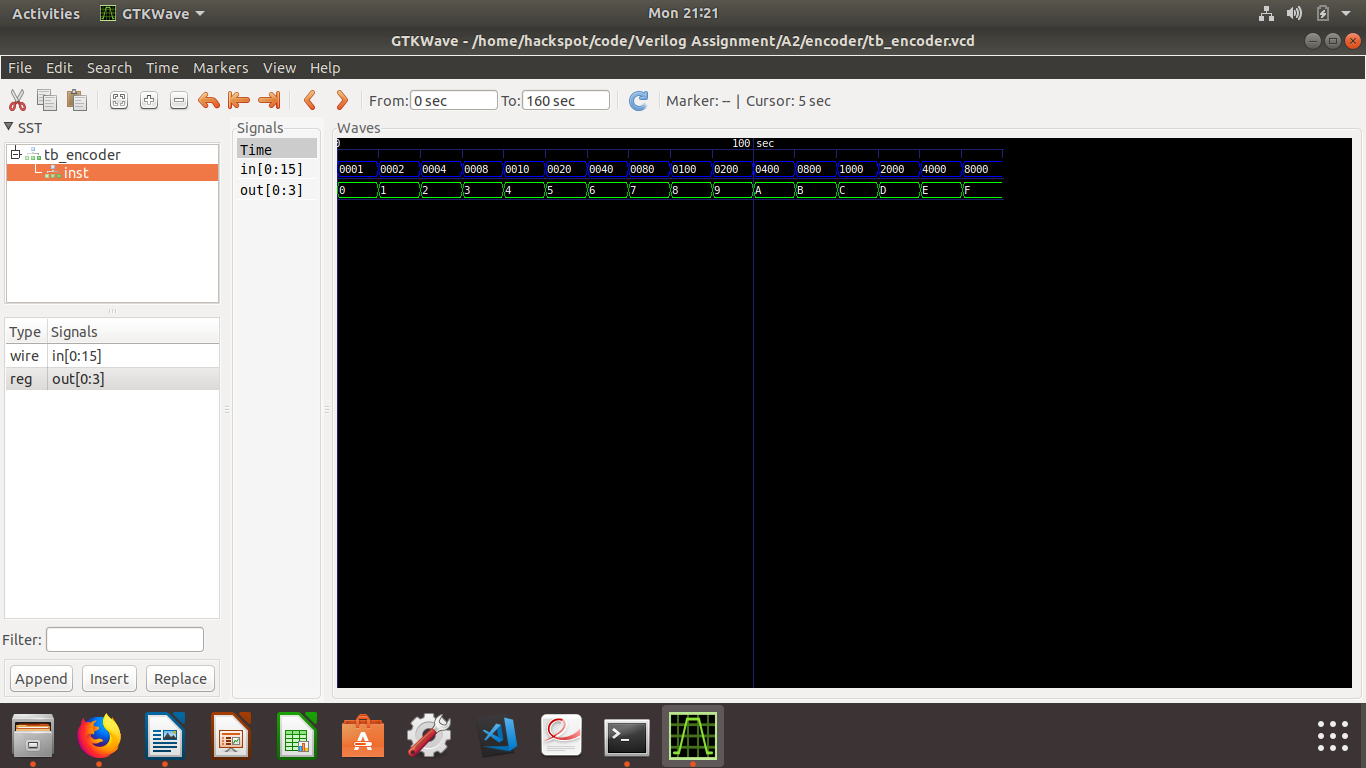 Activities GTKWave Mon 21:21
GTKWave - /home/hackspot/code/Verilog Assignment/A2/encoder/tb_encoder.vcd
File Edit Search Time Markers View Help
From: 0 sec To: 160 sec Marker: -- | Cursor: 5 sec
SST
tb_encoder
inst
Type Signals
wire in[0:15]
reg out[0:3]
Filter:
Append Insert Replace
Signals
Time
in[0:15]
out[0:3]
Waves
0 100 sec
0001 0002 0004 0008 0010 0020 0040 0080 0100 0200 0400 0800 1000 2000 4000 8000
0 1 2 3 4 5 6 7 8 9 A B C D E F